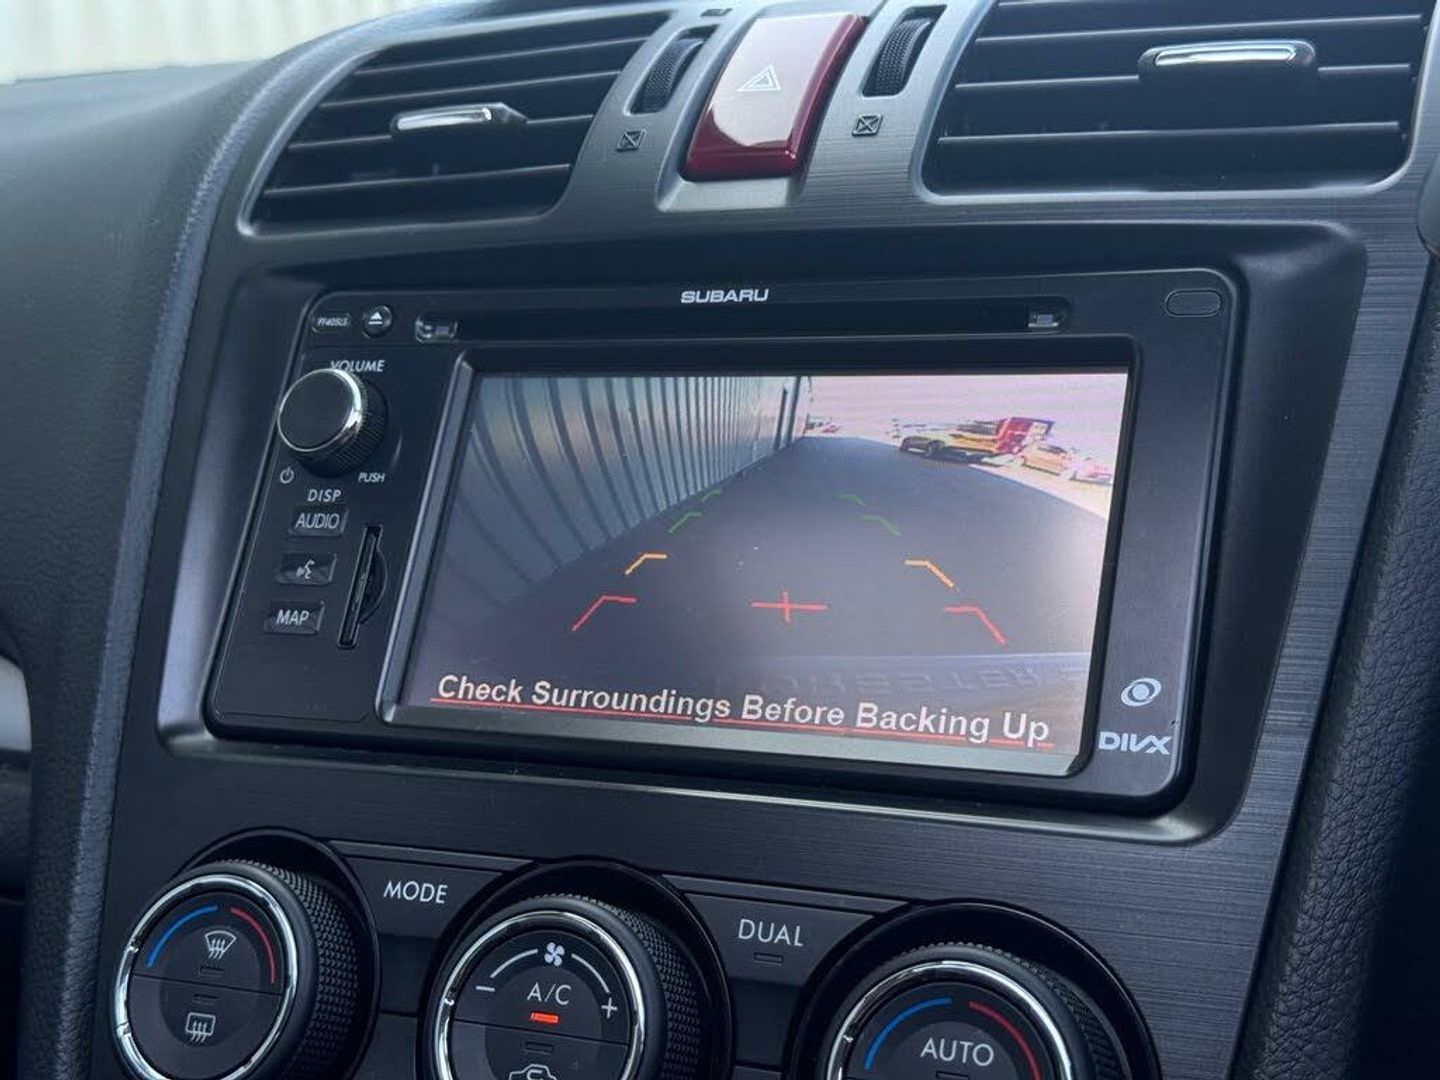 SUBARU
VOLUME
PUSH
DISP
AUDIO
MAP
Check Surroundings Before Backing Up
DIVX
MODE
DUAL
A/C
- +
AUTO